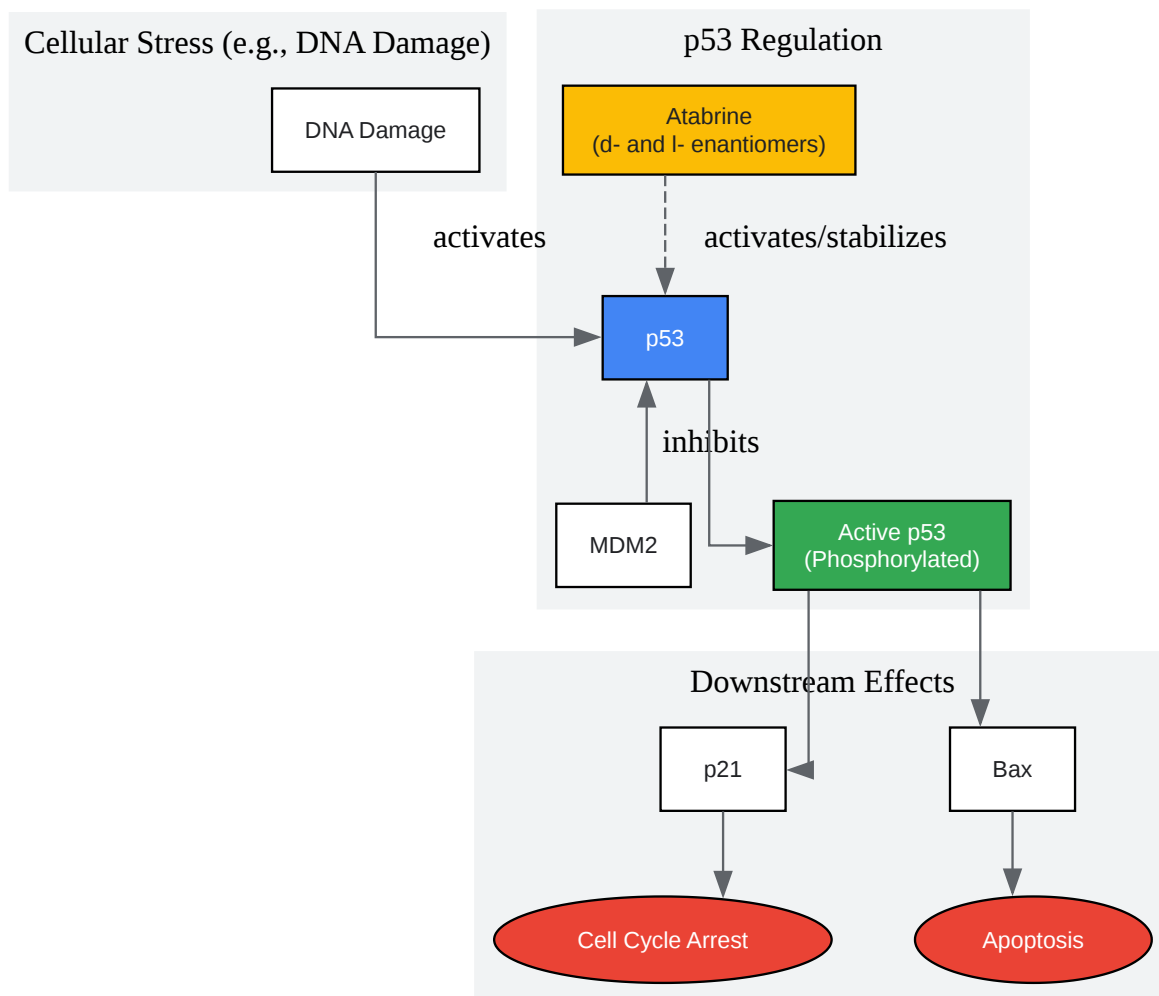 Cellular Stress (e.g., DNA Damage)
p53 Regulation
DNA Damage
Atabrine
(d- and l- enantiomers)
activates
activates/stabilizes
p53
inhibits
MDM2
Active p53
(Phosphorylated)
Downstream Effects
p21
Bax
Cell Cycle Arrest
Apoptosis